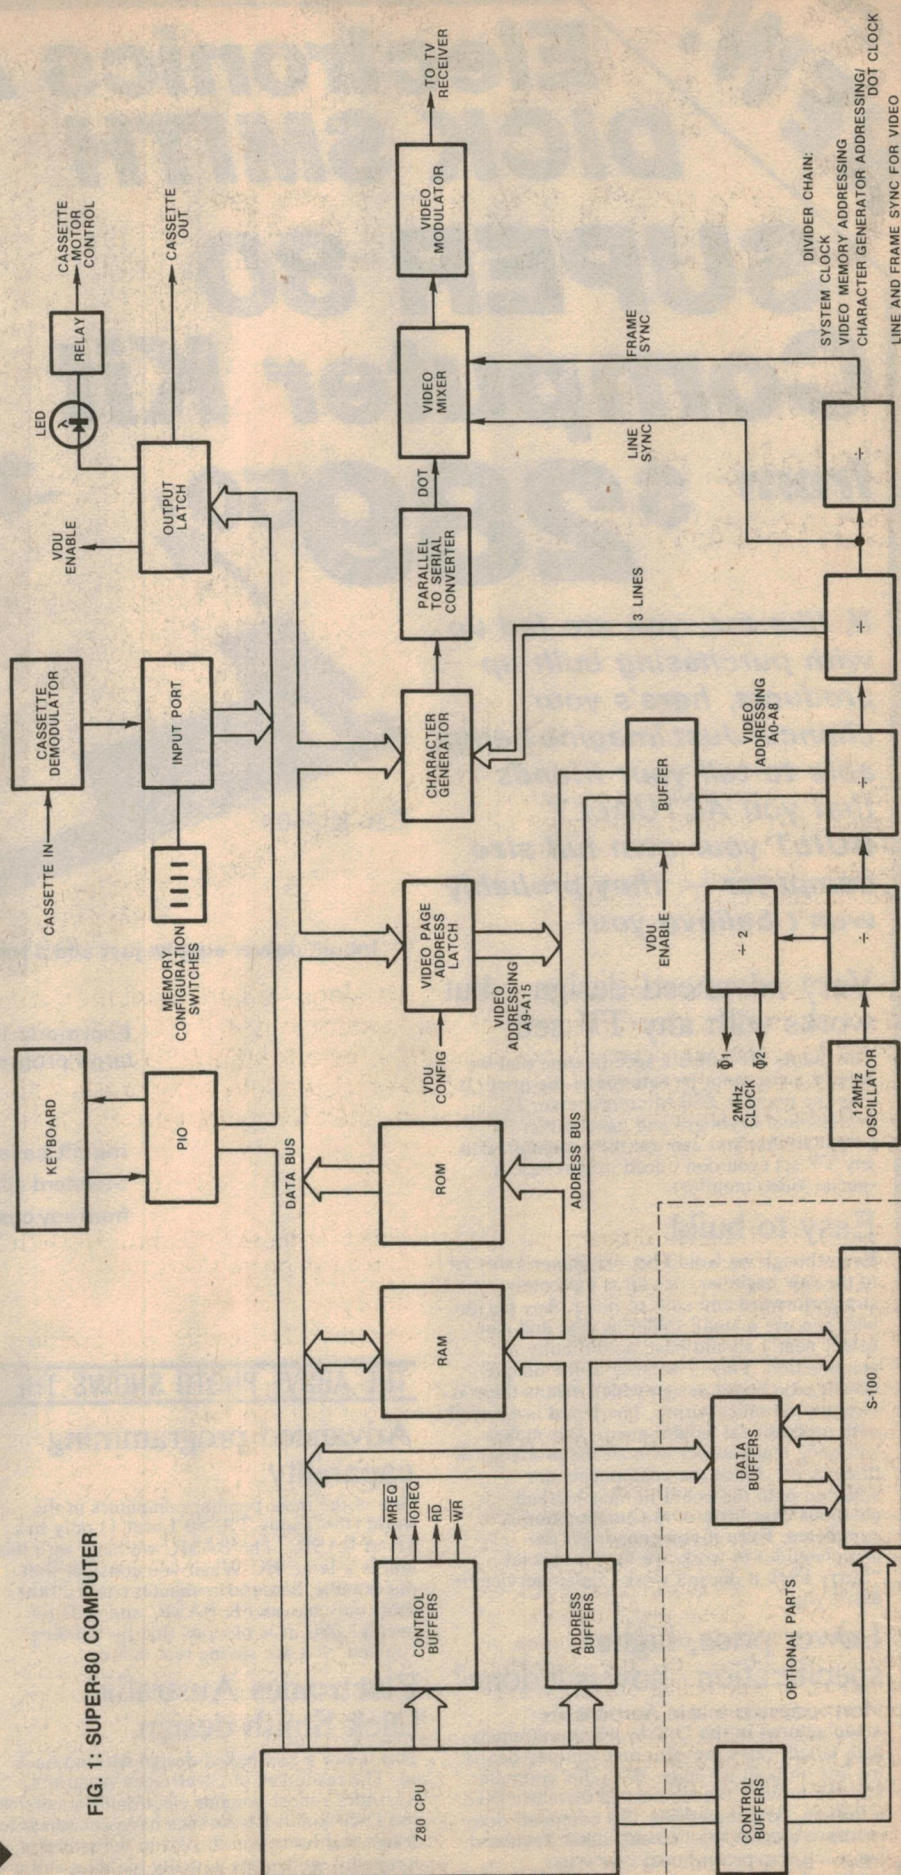 FIG. 1: SUPER-80 COMPUTER
Z80 CPU
CONTROL
BUFFERS
MREQ
IOREQ
RD
WR
ADDRESS
BUFFERS
CONTROL
BUFFERS
OPTIONAL PARTS
S-100
DATA
BUFFERS
RAM
ROM
DATA BUS
ADDRESS BUS
KEYBOARD
PIO
CASSETTE IN
CASSETTE
DEMODULATOR
INPUT PORT
MEMORY
CONFIGURATION
SWITCHES
VDU
CONFIG
VIDEO PAGE
ADDRESS
LATCH
VIDEO
ADDRESSING
A9-A15
CHARACTER
GENERATOR
PARALLEL
TO SERIAL
CONVERTER
DOT
VIDEO
MIXER
VIDEO
MODULATOR
TO TV
RECEIVER
VDU
ENABLE
OUTPUT
LATCH
LED
λ
RELAY
CASSETTE
MOTOR
CONTROL
CASSETTE
OUT
12MHz
OSCILLATOR
2MHz
CLOCK
Φ1
Φ2
÷
÷
÷
÷
÷
VDU
ENABLE
BUFFER
VIDEO
ADDRESSING
A0-A8
3 LINES
LINE
SYNC
FRAME
SYNC
DIVIDER CHAIN:
SYSTEM CLOCK
VIDEO MEMORY ADDRESSING
CHARACTER GENERATOR ADDRESSING/
DOT CLOCK
LINE AND FRAME SYNC FOR VIDEO